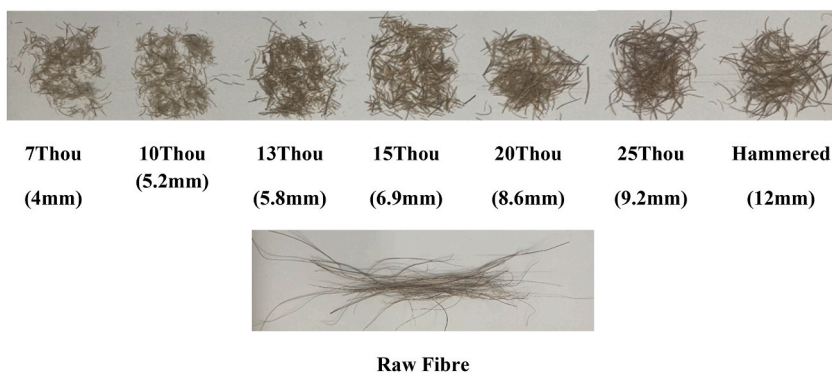 7Thou 10Thou 13Thou 15Thou 20Thou 25Thou Hammered
(4mm) (5.2mm) (5.8mm) (6.9mm) (8.6mm) (9.2mm) (12mm)
Raw Fibre